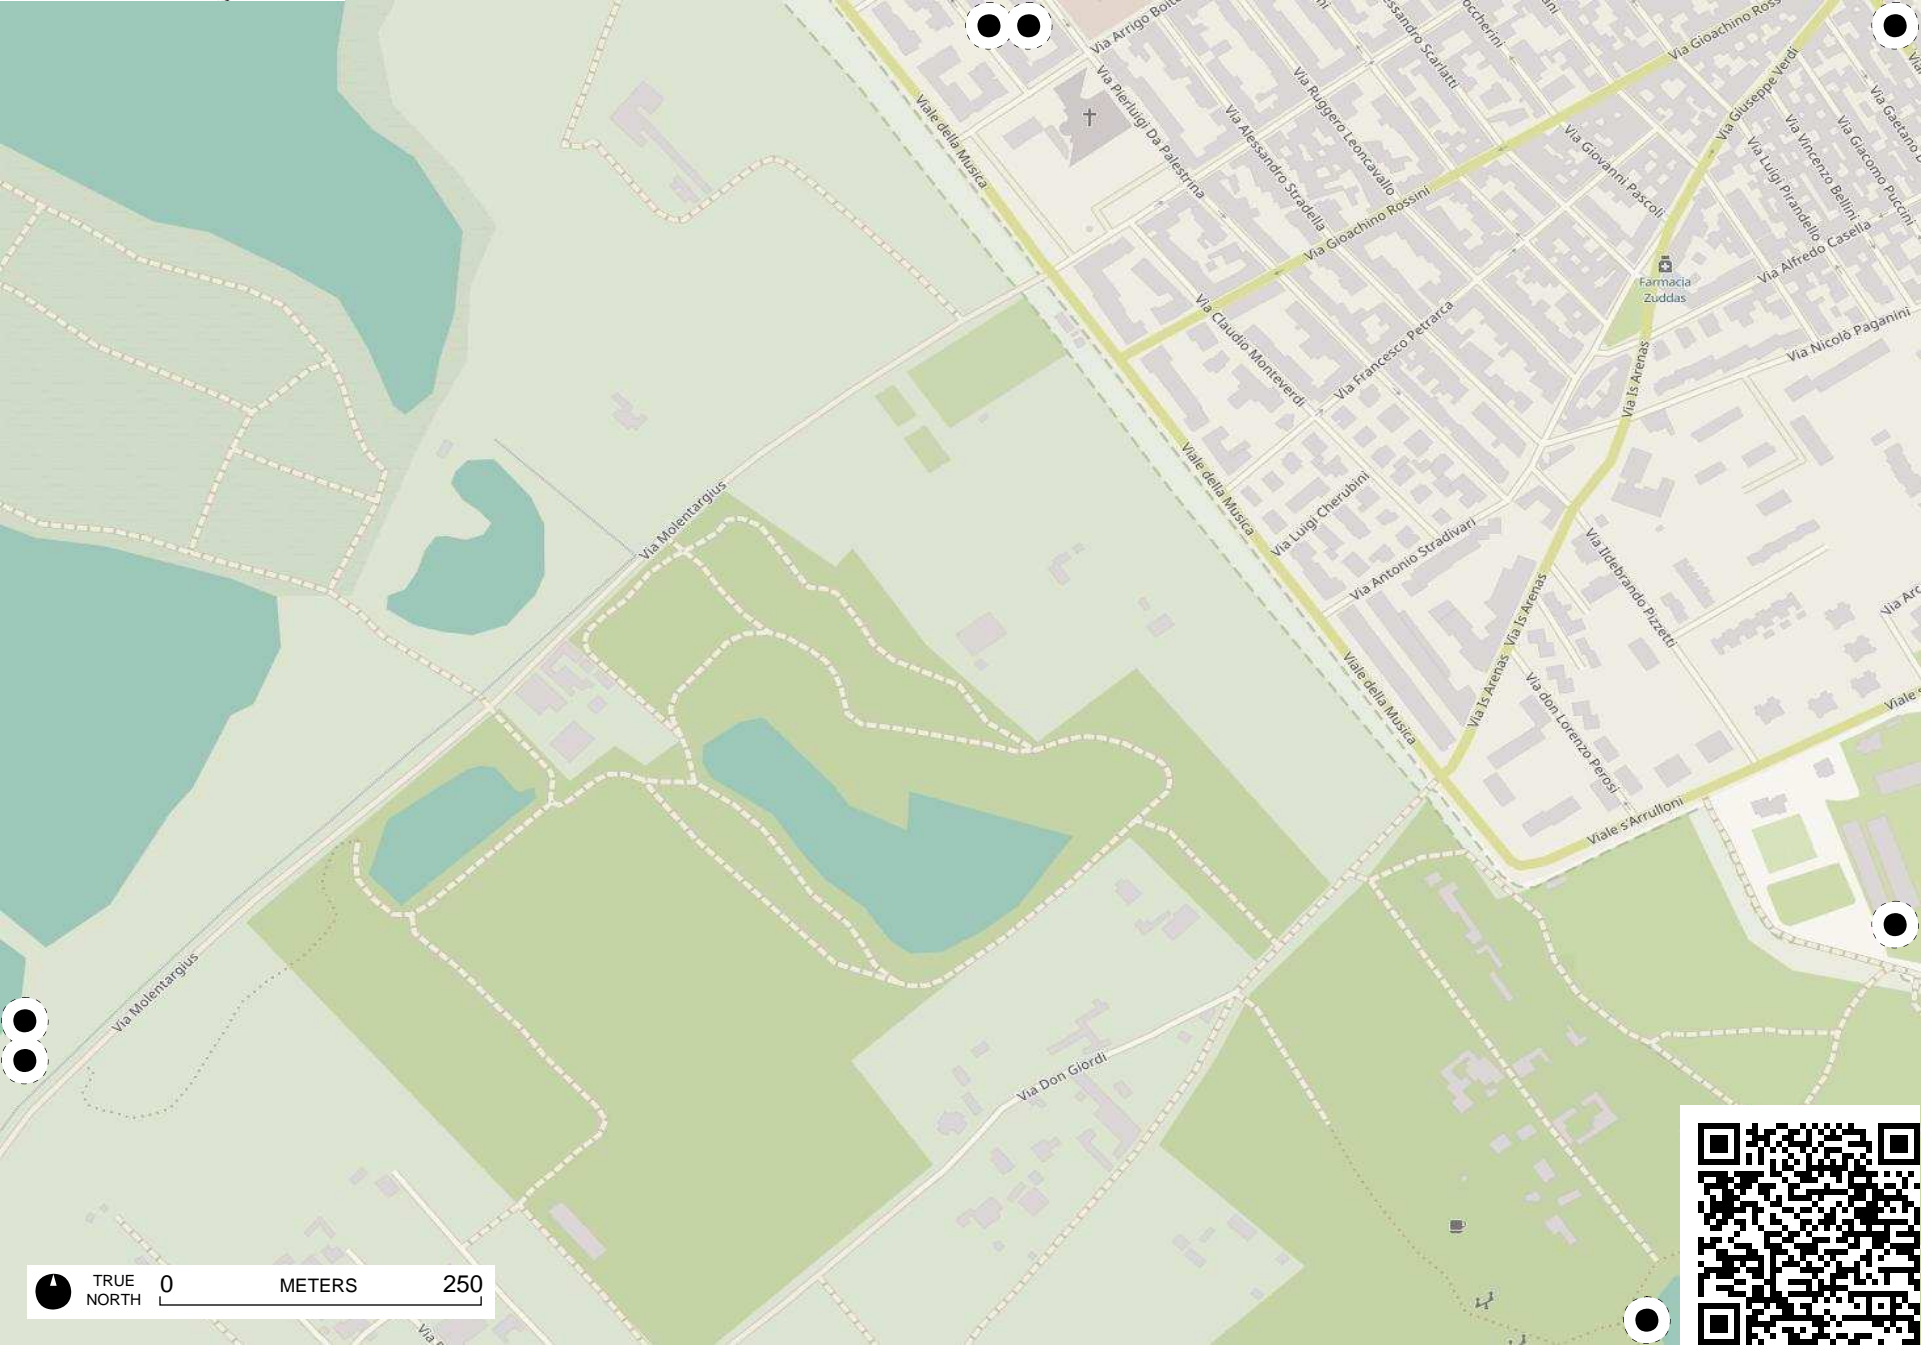 Via Arrigo Boito
Via Gioachino Rossini
Via Pierluigi Da Palestrina
Viale della Musica
Via Ruggero Leoncavallo
Via Alessandro Stradella
Via Giuseppe Verdi
Via Giovanni Pascoli
Via Luigi Pirandello
Via Vincenzo Bellini
Via Giacomo Puccini
Via Gaetano
Via Gioachino Rossini
Via Alfredo Casella
Farmacia
Zuddas
Via Nicolò Paganini
Via Claudio Monteverdi
Via Francesco Petrarca
Via Is Arenas
Viale della Musica
Via Luigi Cherubini
Via Antonio Stradivari
Via Molentargius
Via Ildebrando Pizzetti
Via Is Arenas
Via Is Arenas
Viale della Musica
Via don Lorenzo Perosi
Viale s'Arrulloni
Via Molentargius
Via Don Giordi
TRUE
NORTH
0 METERS 250